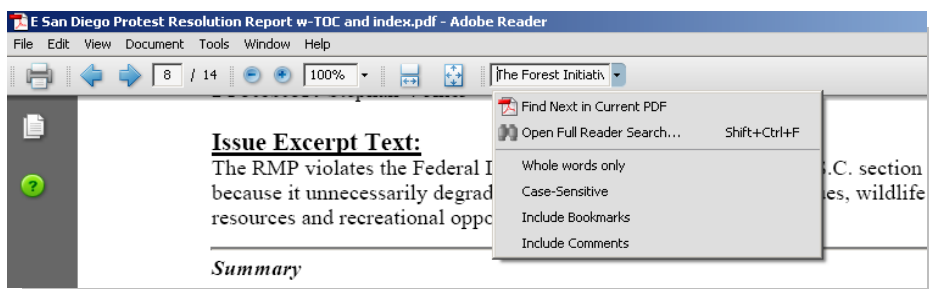 E San Diego Protest Resolution Report w-TOC and index.pdf - Adobe Reader
File Edit View Document Tools Window Help
8 / 14 100% The Forest Initiativ
Find Next in Current PDF
Open Full Reader Search... Shift+Ctrl+F
Whole words only
Case-Sensitive
Include Bookmarks
Include Comments
Issue Excerpt Text:
The RMP violates the Federal L .C. section
because it unnecessarily degrad es, wildlife
resources and recreational oppo
Summary